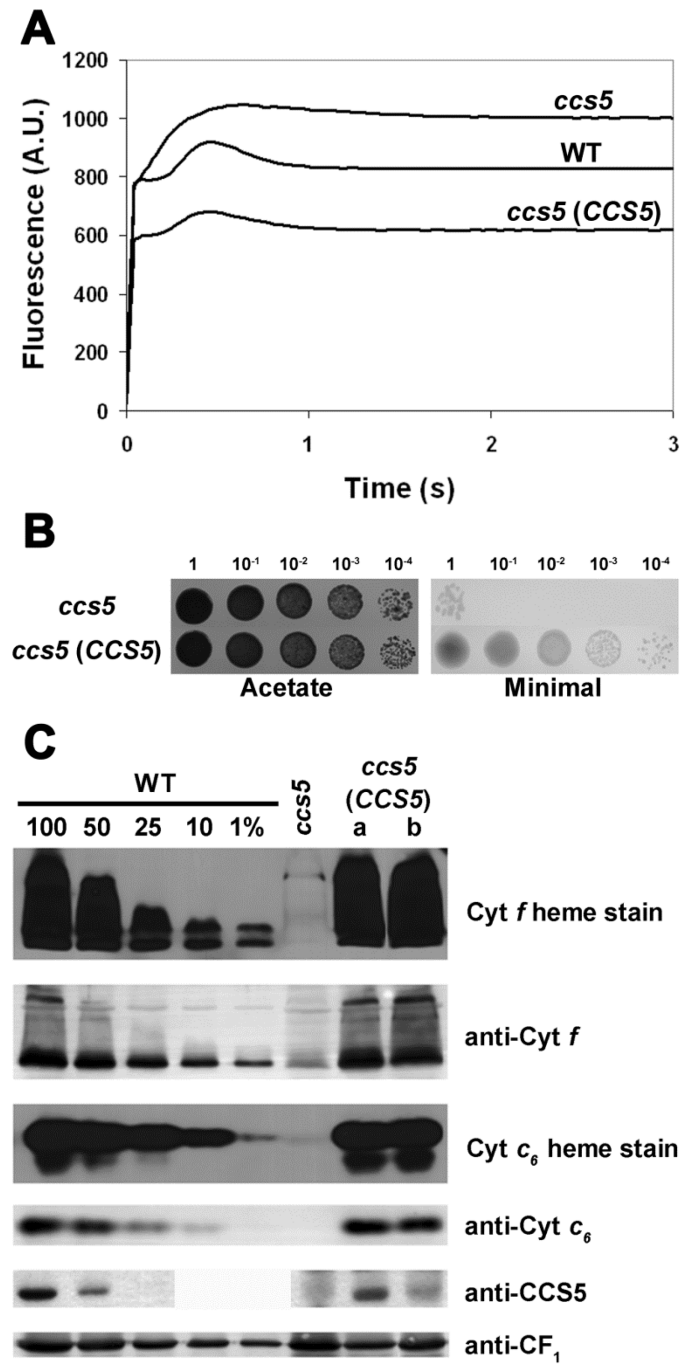 A
1200
1000
800
600
400
200
0
Fluorescence (A.U.)
ccs5
WT
ccs5 (CCS5)
0 1 2 3
Time (s)
B
1 10⁻¹ 10⁻² 10⁻³ 10⁻⁴ 1 10⁻¹ 10⁻² 10⁻³ 10⁻⁴
ccs5
ccs5 (CCS5)
Acetate Minimal
C
WT
ccs5
ccs5
(CCS5)
100 50 25 10 1% a b
Cyt f heme stain
anti-Cyt f
Cyt c₆ heme stain
anti-Cyt c₆
anti-CCS5
anti-CF₁